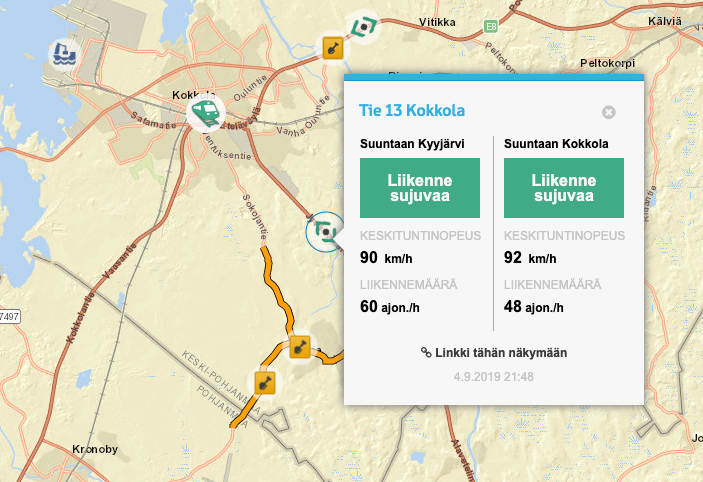 Vitikka
E8
Kälviä
Peltokorpi
Peltokorpi
Kokkola
Ouluntie
Satamatie
Eteläväylä
Vanha Ouluntie
Sokojantie
Vaasantie
Kokkolantie
7497
KESKI-POHJANMAA
POHJANMAA
Kronoby
Tie 13 Kokkola
Suuntaan Kyyjärvi
Suuntaan Kokkola
Liikenne
sujuvaa
Liikenne
sujuvaa
KESKITUNTINOPEUS
KESKITUNTINOPEUS
90 km/h
92 km/h
LIIKENNEMÄÄRÄ
LIIKENNEMÄÄRÄ
60 ajon./h
48 ajon./h
Linkki tähän näkymään
4.9.2019 21:48